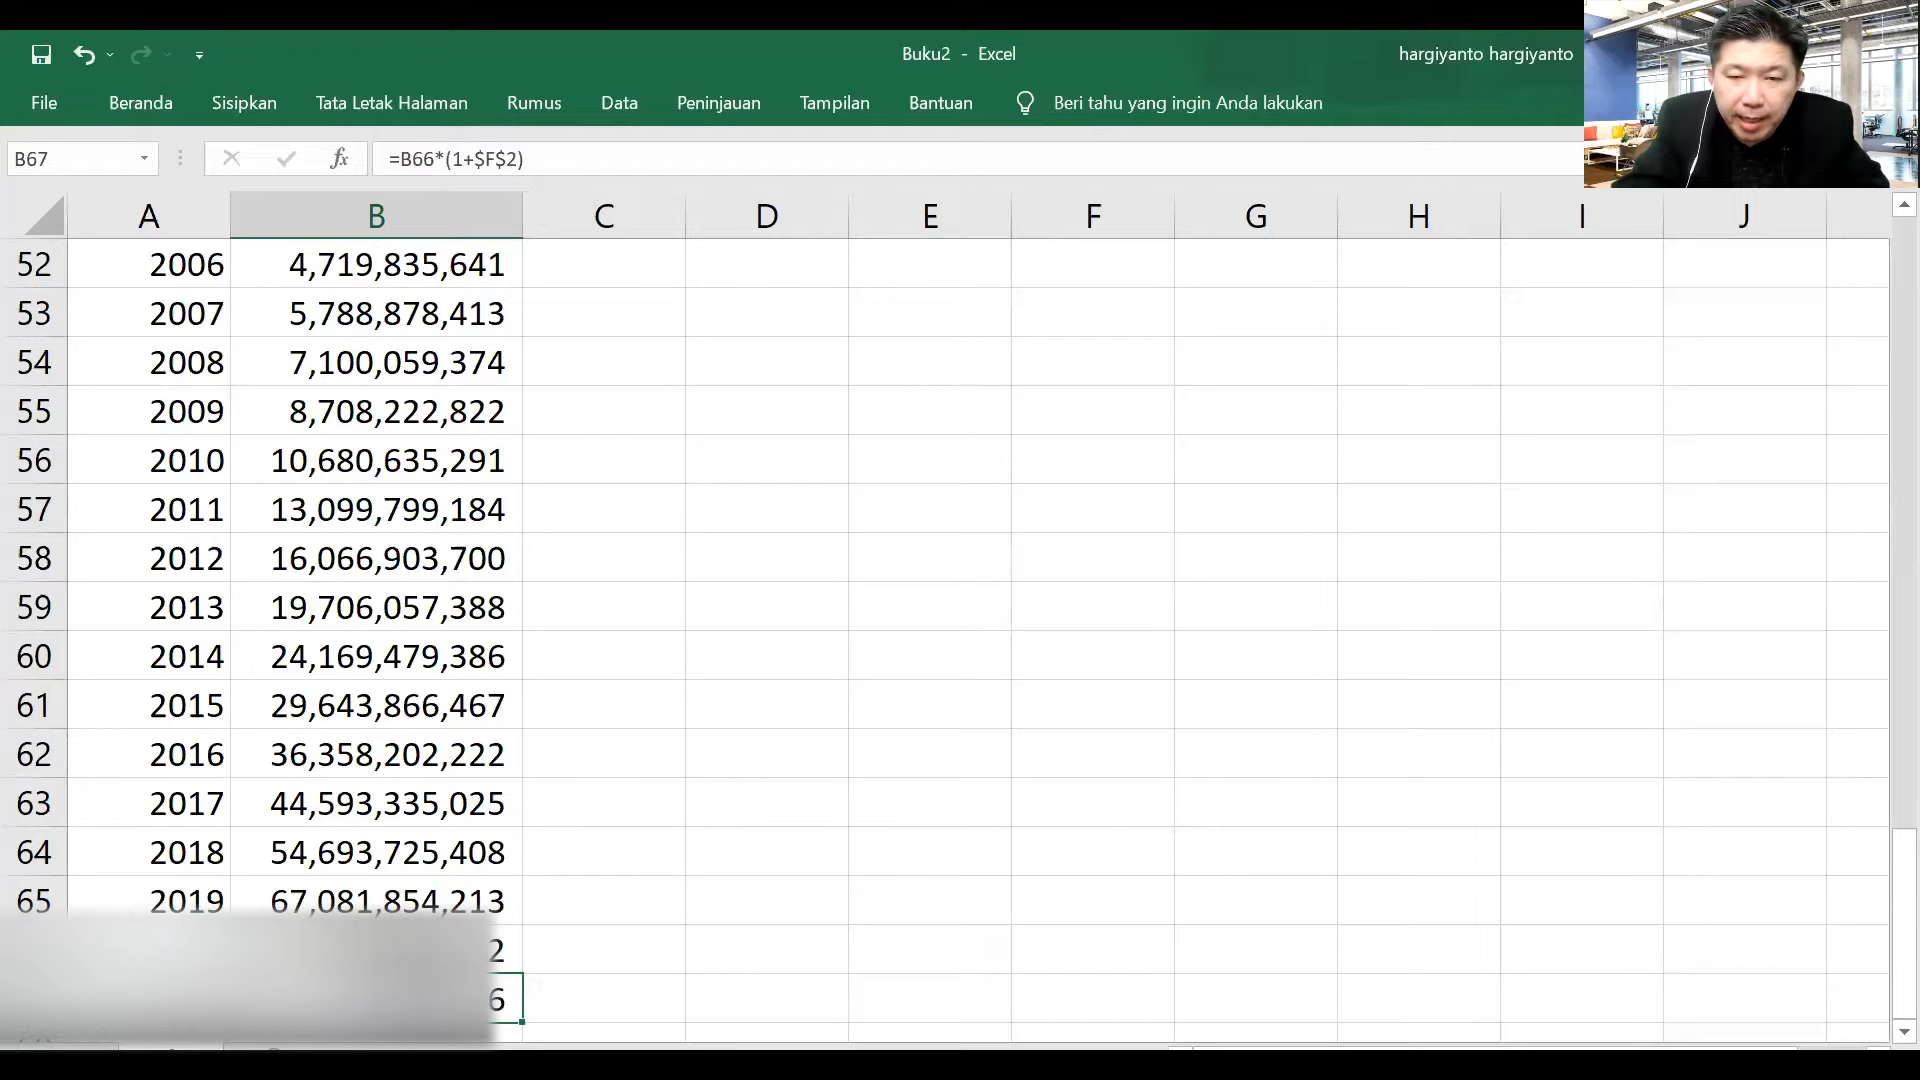 Buku2 - Excel
hargiyanto hargiyanto
File Beranda Sisipkan Tata Letak Halaman Rumus Data Peninjauan Tampilan Bantuan Beri tahu yang ingin Anda lakukan
B67 fx =B66*(1+$F$2)
A B C D E F G H I J
52 2006 4,719,835,641
53 2007 5,788,878,413
54 2008 7,100,059,374
55 2009 8,708,222,822
56 2010 10,680,635,291
57 2011 13,099,799,184
58 2012 16,066,903,700
59 2013 19,706,057,388
60 2014 24,169,479,386
61 2015 29,643,866,467
62 2016 36,358,202,222
63 2017 44,593,335,025
64 2018 54,693,725,408
65 2019 67,081,854,213
2
6